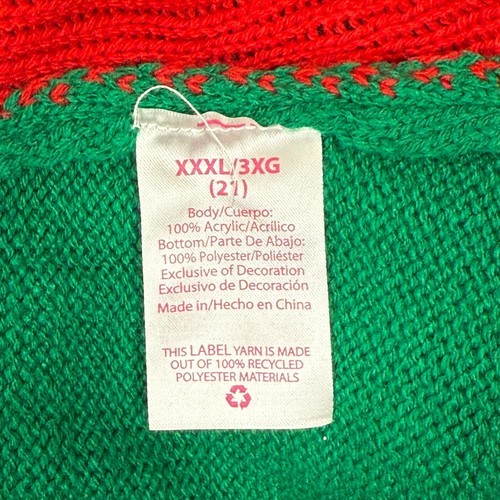 XXXL/3XG
(21)
Body/Cuerpo:
100% Acrylic/Acrílico
Bottom/Parte De Abajo:
100% Polyester/Poliéster
Exclusive of Decoration
Exclusivo de Decoración
Made in/Hecho en China
THIS LABEL YARN IS MADE
OUT OF 100% RECYCLED
POLYESTER MATERIALS